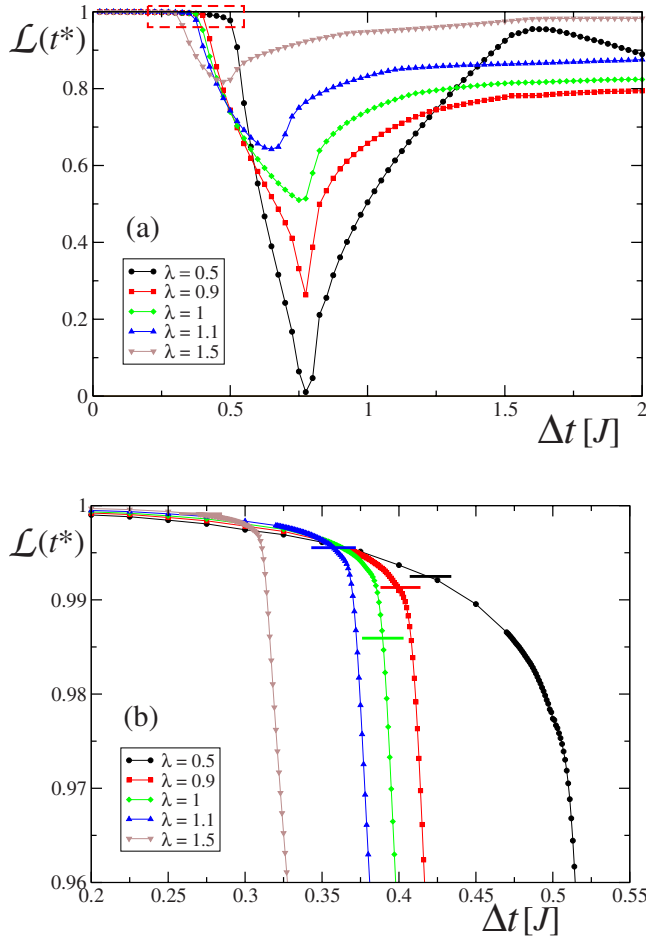 1
0.8
0.6
0.4
0.2
0
ℒ(t*)
(a)
λ = 0.5
λ = 0.9
λ = 1
λ = 1.1
λ = 1.5
0 0.5 1 1.5 2
Δt [J]
1
0.99
0.98
0.97
0.96
ℒ(t*)
(b)
λ = 0.5
λ = 0.9
λ = 1
λ = 1.1
λ = 1.5
0.2 0.25 0.3 0.35 0.4 0.45 0.5 0.55
Δt [J]